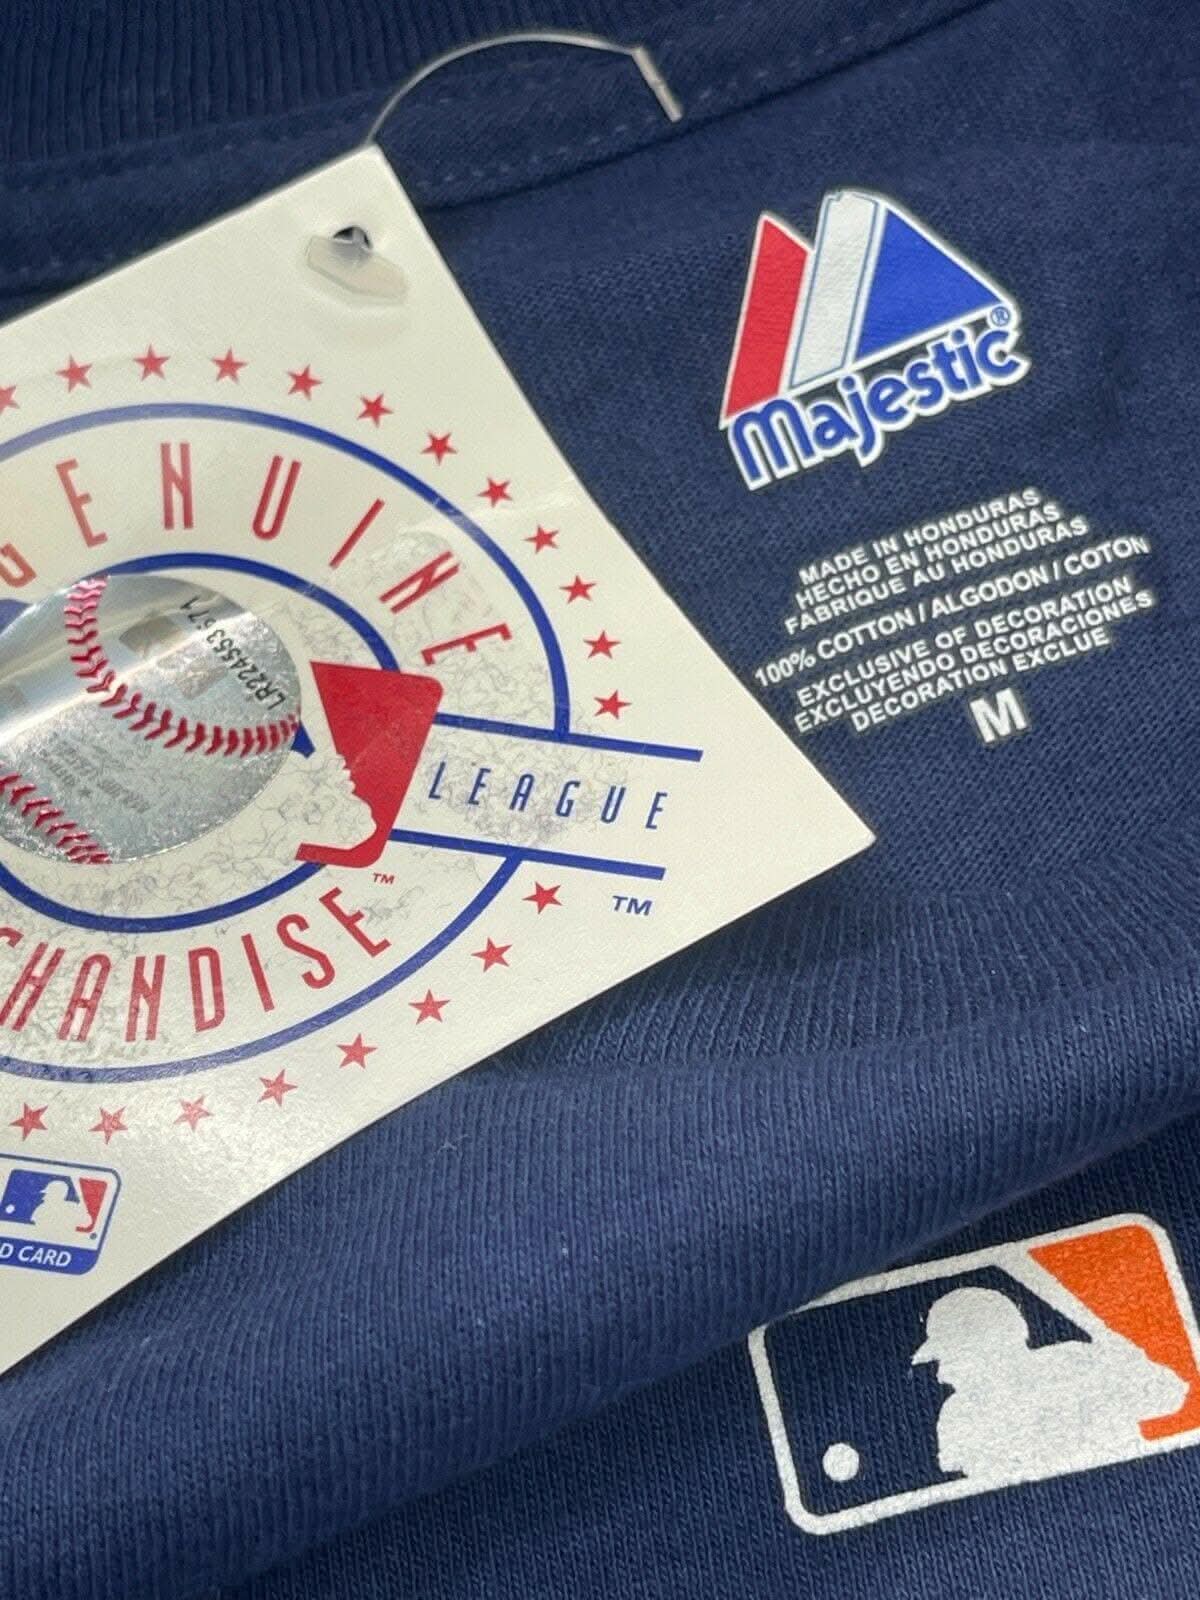 GENUINE
LR224553671
LEAGUE
TM
CHANDISE
TM
D CARD
®
Majestic®
MADE IN HONDURAS
HECHO EN HONDURAS
FABRIQUE AU HONDURAS
100% COTTON / ALGODON / COTON
EXCLUSIVE OF DECORATION
EXCLUYENDO DECORACIONES
DECORATION EXCLUE
M